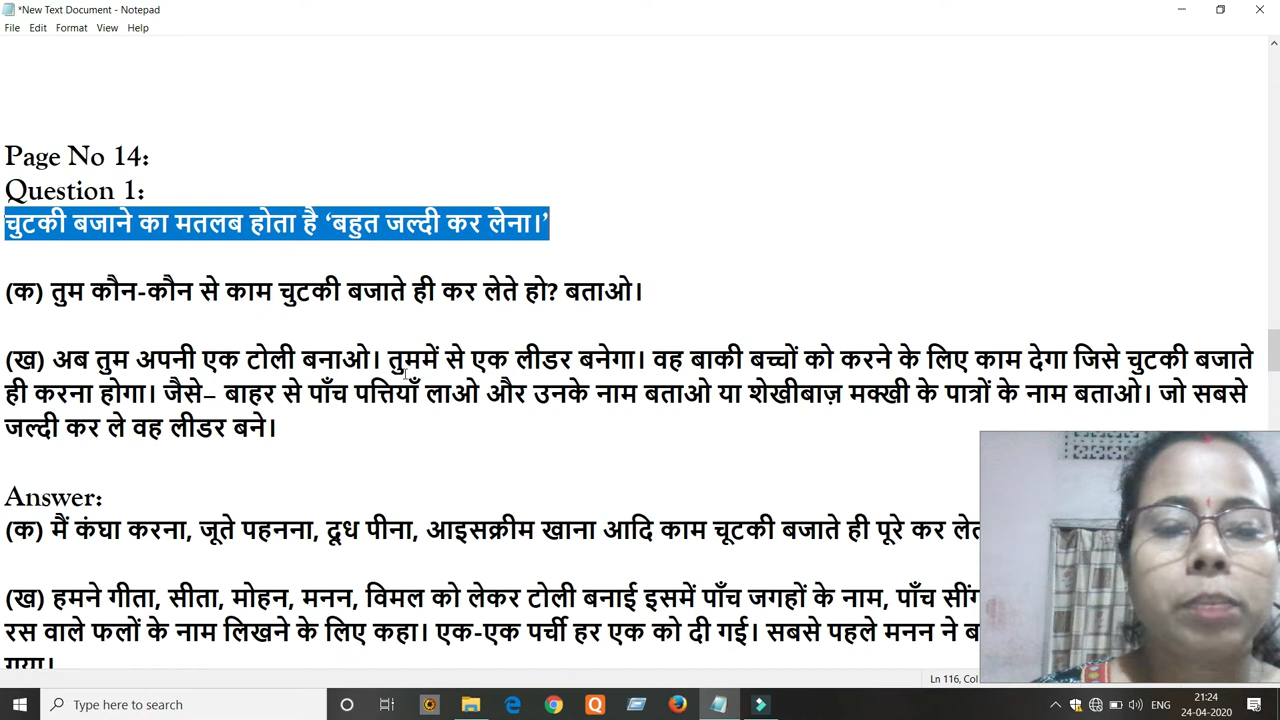 *New Text Document - Notepad
File Edit Format View Help
Page No 14:
Question 1:
चुटकी बजाने का मतलब होता है ‘बहुत जल्दी कर लेना।’
(क) तुम कौन-कौन से काम चुटकी बजाते ही कर लेते हो? बताओ।
(ख) अब तुम अपनी एक टोली बनाओ। तुममें से एक लीडर बनेगा। वह बाकी बच्चों को करने के लिए काम देगा जिसे चुटकी बजाते
ही करना होगा। जैसे– बाहर से पाँच पत्तियाँ लाओ और उनके नाम बताओ या शेखीबाज़ मक्खी के पात्रों के नाम बताओ। जो सबसे
जल्दी कर ले वह लीडर बने।
Answer:
(क) मैं कंघा करना, जूते पहनना, दूध पीना, आइसक्रीम खाना आदि काम चूटकी बजाते ही पूरे कर
(ख) हमने गीता, सीता, मोहन, मनन, विमल को लेकर टोली बनाई इसमें पाँच जगहों के नाम, पाँच
रस वाले फलों के नाम लिखने के लिए कहा। एक-एक पर्ची हर एक को दी गई। सबसे पहले मनन ने
गया।
Ln 116, Col
Type here to search
ENG
21:24
24-04-2020